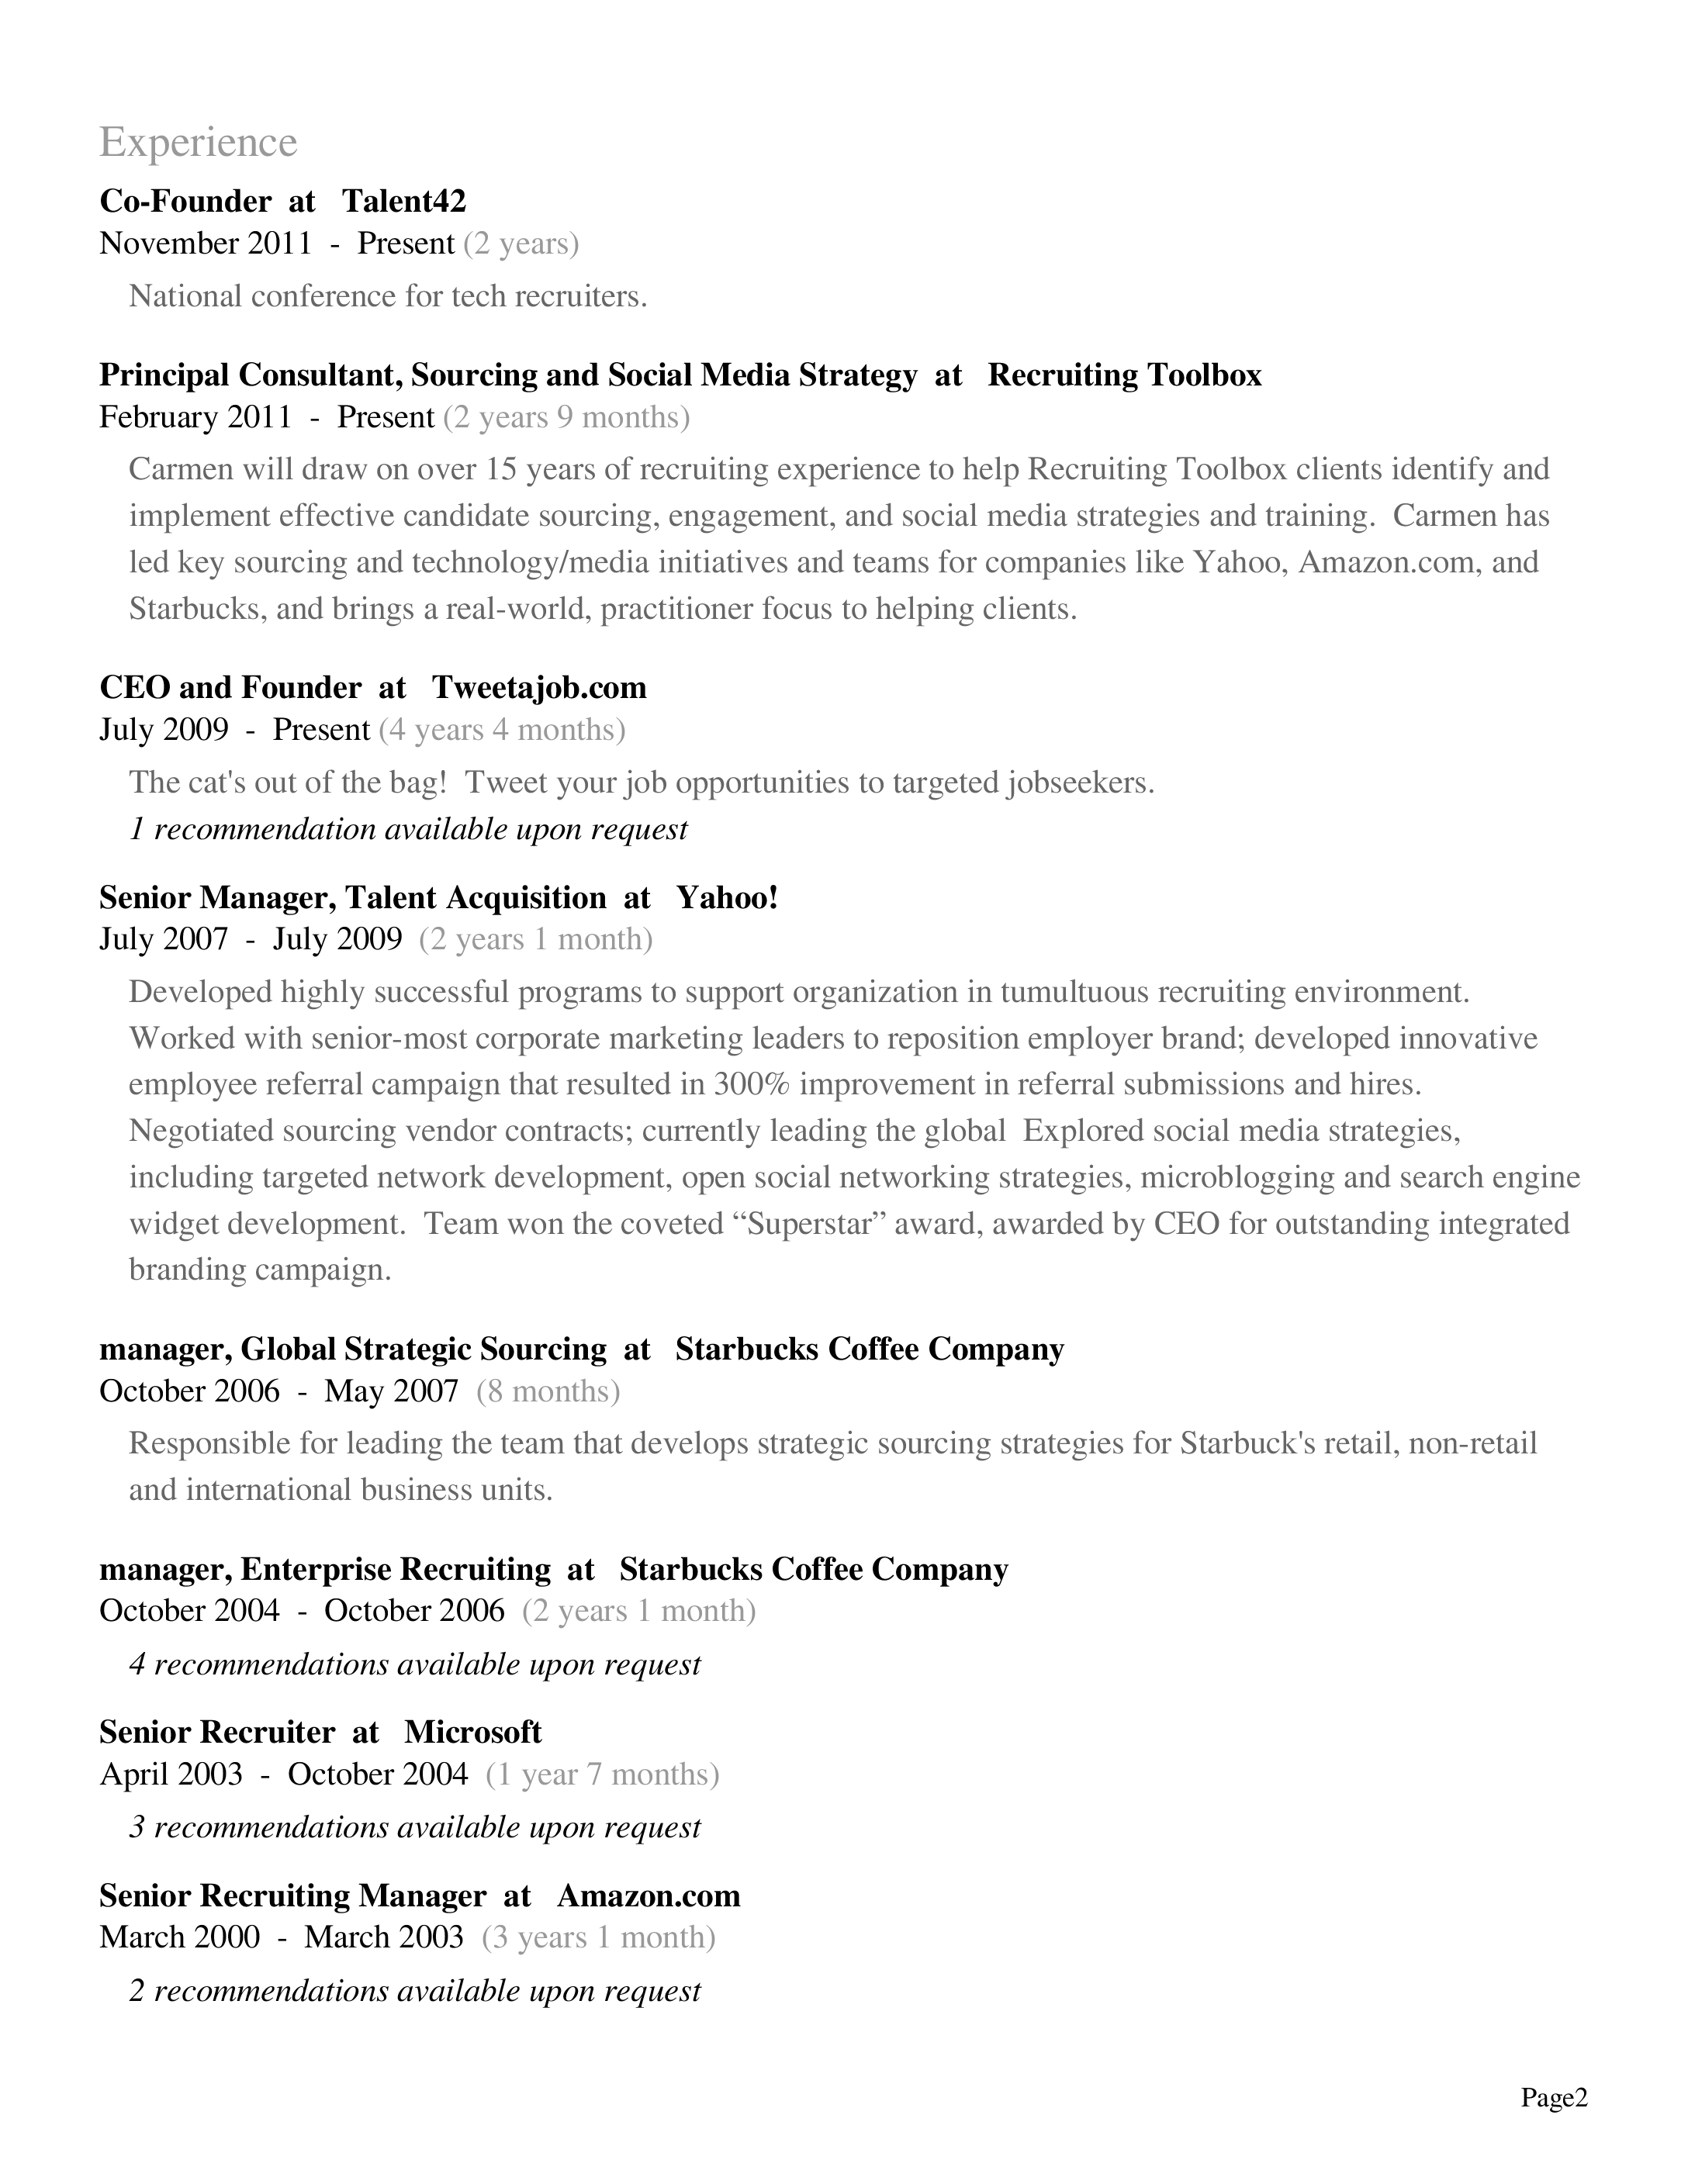 Experience
Co-Founder at Talent42
November 2011 - Present (2 years)
National conference for tech recruiters.
Principal Consultant, Sourcing and Social Media Strategy at Recruiting Toolbox
February 2011 - Present (2 years 9 months)
Carmen will draw on over 15 years of recruiting experience to help Recruiting Toolbox clients identify and
implement effective candidate sourcing, engagement, and social media strategies and training. Carmen has
led key sourcing and technology/media initiatives and teams for companies like Yahoo, Amazon.com, and
Starbucks, and brings a real-world, practitioner focus to helping clients.
CEO and Founder at Tweetajob.com
July 2009 - Present (4 years 4 months)
The cat's out of the bag! Tweet your job opportunities to targeted jobseekers.
1 recommendation available upon request
Senior Manager, Talent Acquisition at Yahoo!
July 2007 - July 2009 (2 years 1 month)
Developed highly successful programs to support organization in tumultuous recruiting environment.
Worked with senior-most corporate marketing leaders to reposition employer brand; developed innovative
employee referral campaign that resulted in 300% improvement in referral submissions and hires.
Negotiated sourcing vendor contracts; currently leading the global Explored social media strategies,
including targeted network development, open social networking strategies, microblogging and search engine
widget development. Team won the coveted “Superstar” award, awarded by CEO for outstanding integrated
branding campaign.
manager, Global Strategic Sourcing at Starbucks Coffee Company
October 2006 - May 2007 (8 months)
Responsible for leading the team that develops strategic sourcing strategies for Starbuck's retail, non-retail
and international business units.
manager, Enterprise Recruiting at Starbucks Coffee Company
October 2004 - October 2006 (2 years 1 month)
4 recommendations available upon request
Senior Recruiter at Microsoft
April 2003 - October 2004 (1 year 7 months)
3 recommendations available upon request
Senior Recruiting Manager at Amazon.com
March 2000 - March 2003 (3 years 1 month)
2 recommendations available upon request
Page2